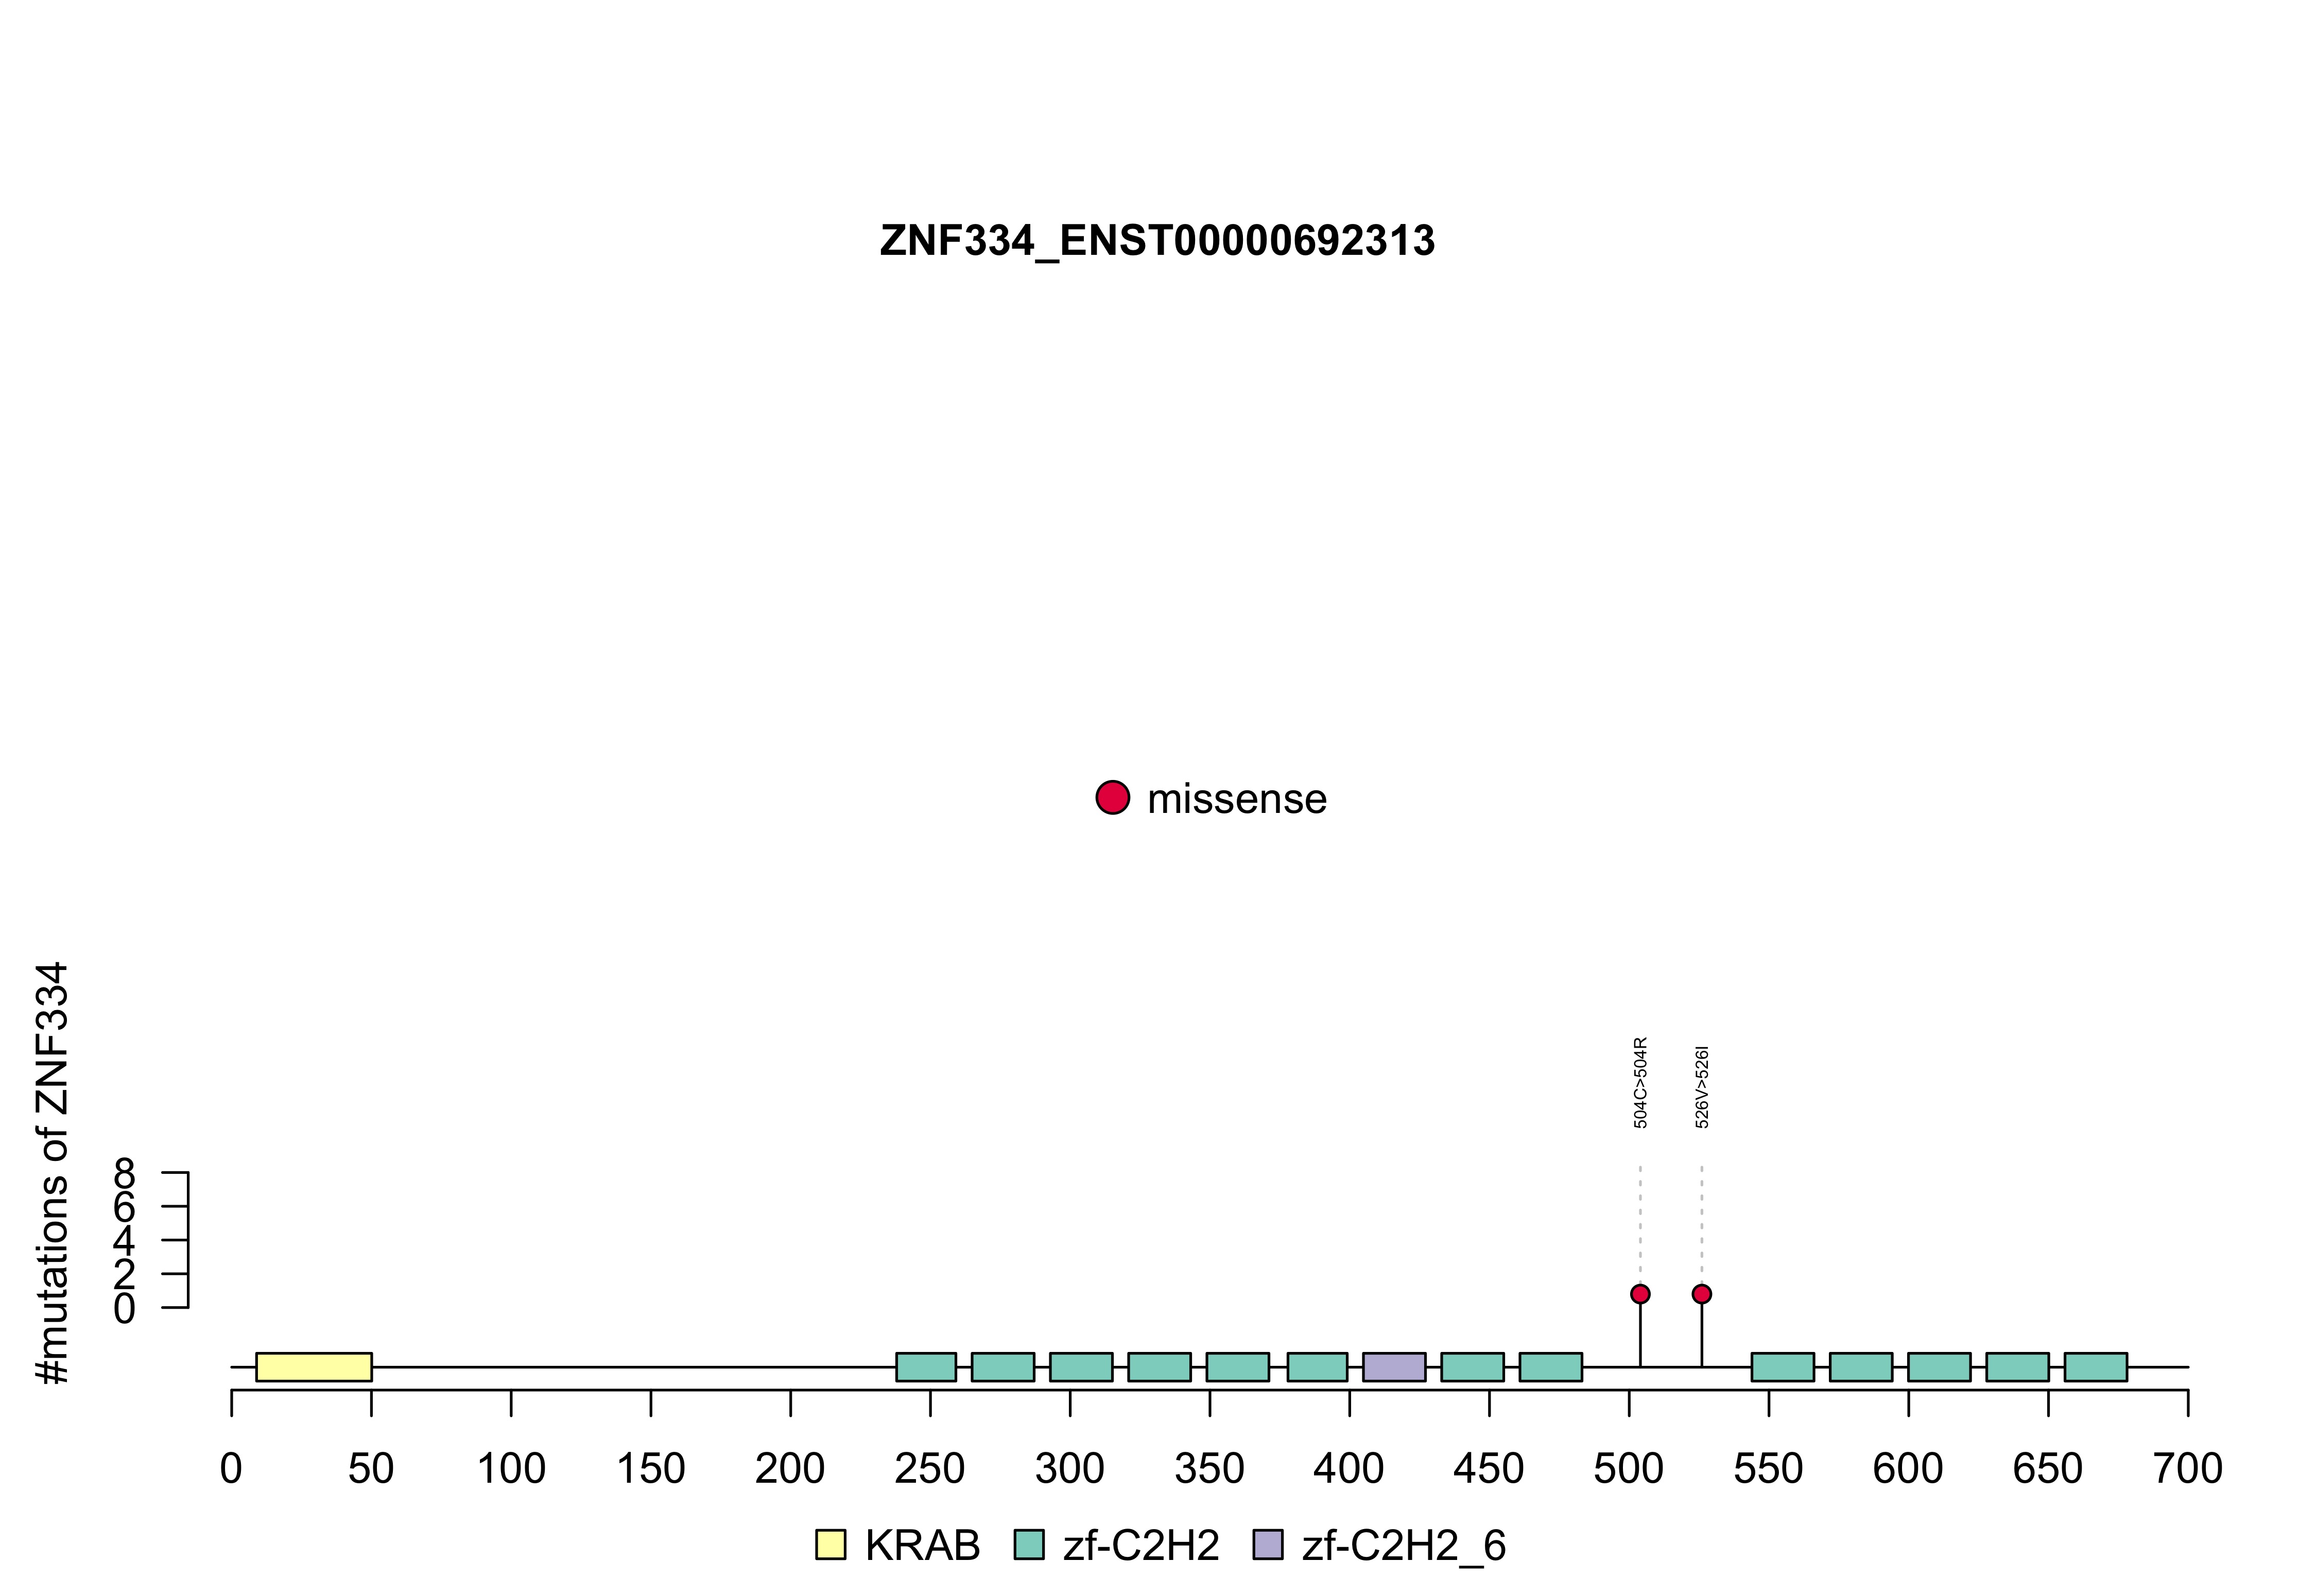 ZNF334_ENST00000692313
missense
#mutations of ZNF334
504C>504R
526V>526I
8
6
4
2
0
0 50 100 150 200 250 300 350 400 450 500 550 600 650 700
KRAB zf-C2H2 zf-C2H2_6